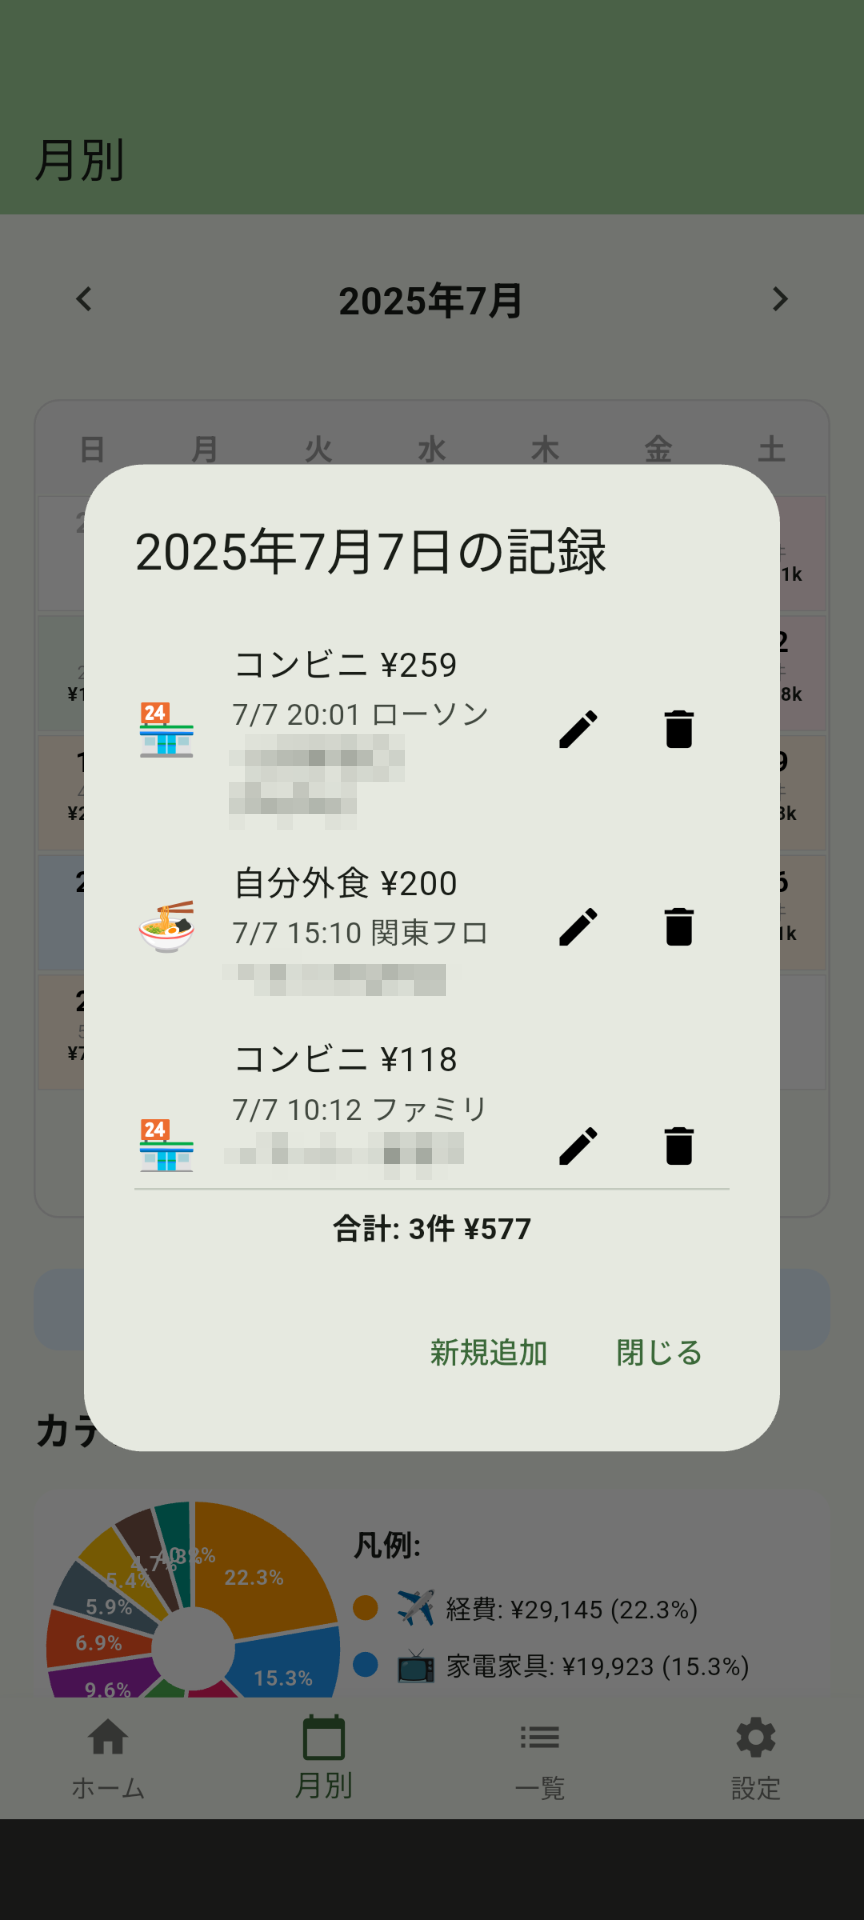 月別
2025年7月
日 月 火 水 木 金 土
2025年7月7日の記録
コンビニ ¥259
7/7 20:01 ローソン
24
自分外食 ¥200
7/7 15:10 関東フロ
コンビニ ¥118
7/7 10:12 ファミリ
24
合計: 3件 ¥577
新規追加 閉じる
凡例:
22.3%
経費: ¥29,145 (22.3%)
5.4%
5.9%
6.9%
15.3%
家電家具: ¥19,923 (15.3%)
9.6%
ホーム 月別 一覧 設定